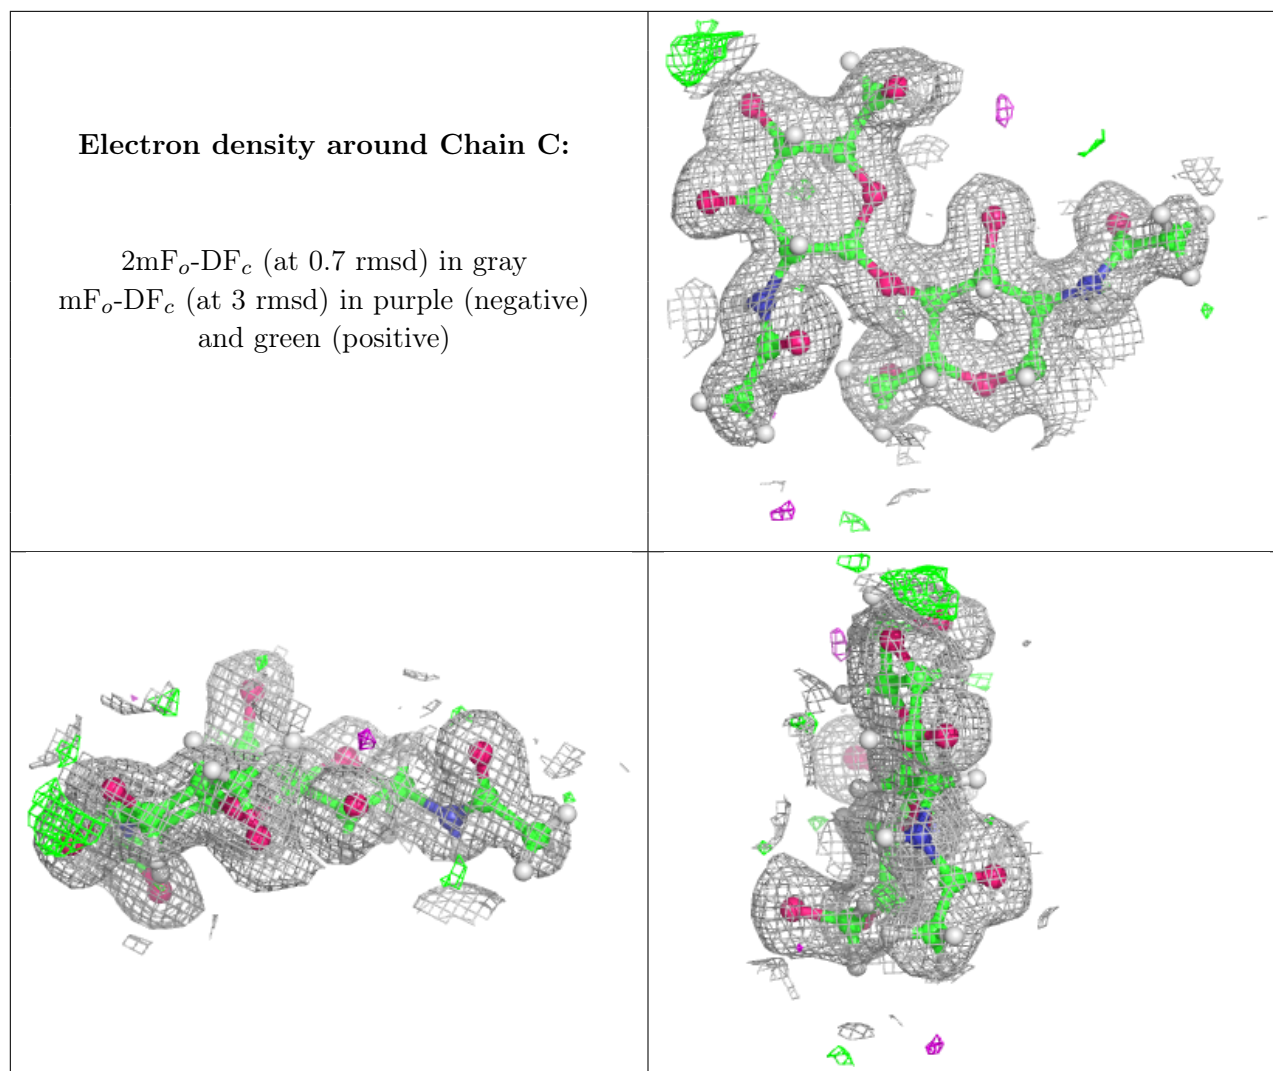 Electron density around Chain C:
2mFo-DFc (at 0.7 rmsd) in gray
mFo-DFc (at 3 rmsd) in purple (negative)
and green (positive)